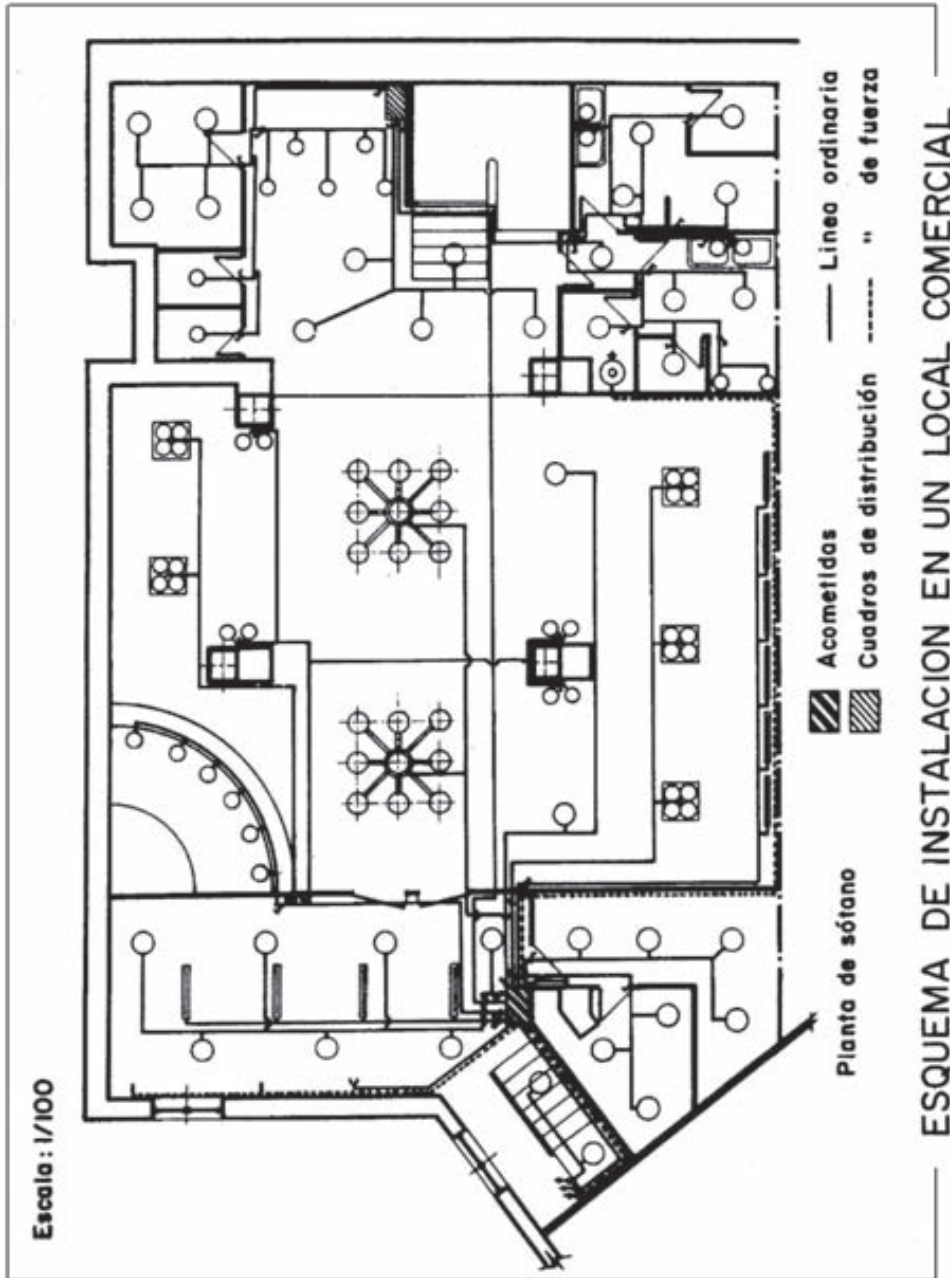 Escala: 1/100
Planta de sótano
Acometidas
Cuadros de distribución
Linea ordinaria
" de fuerza
ESQUEMA DE INSTALACION EN UN LOCAL COMERCIAL